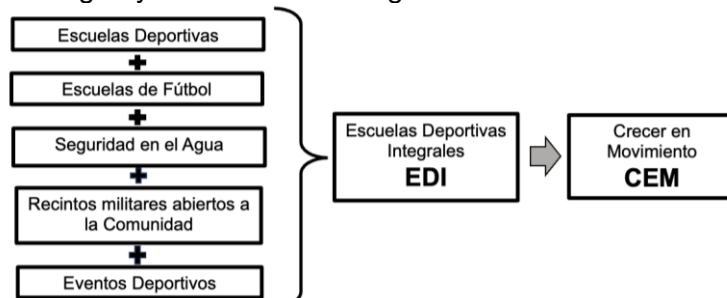 Escuelas Deportivas
+
Escuelas de Fútbol
+
Seguridad en el Agua
+
Recintos militares abiertos a
la Comunidad
+
Eventos Deportivos
Escuelas Deportivas
Integrales
EDI
Crecer en
Movimiento
CEM